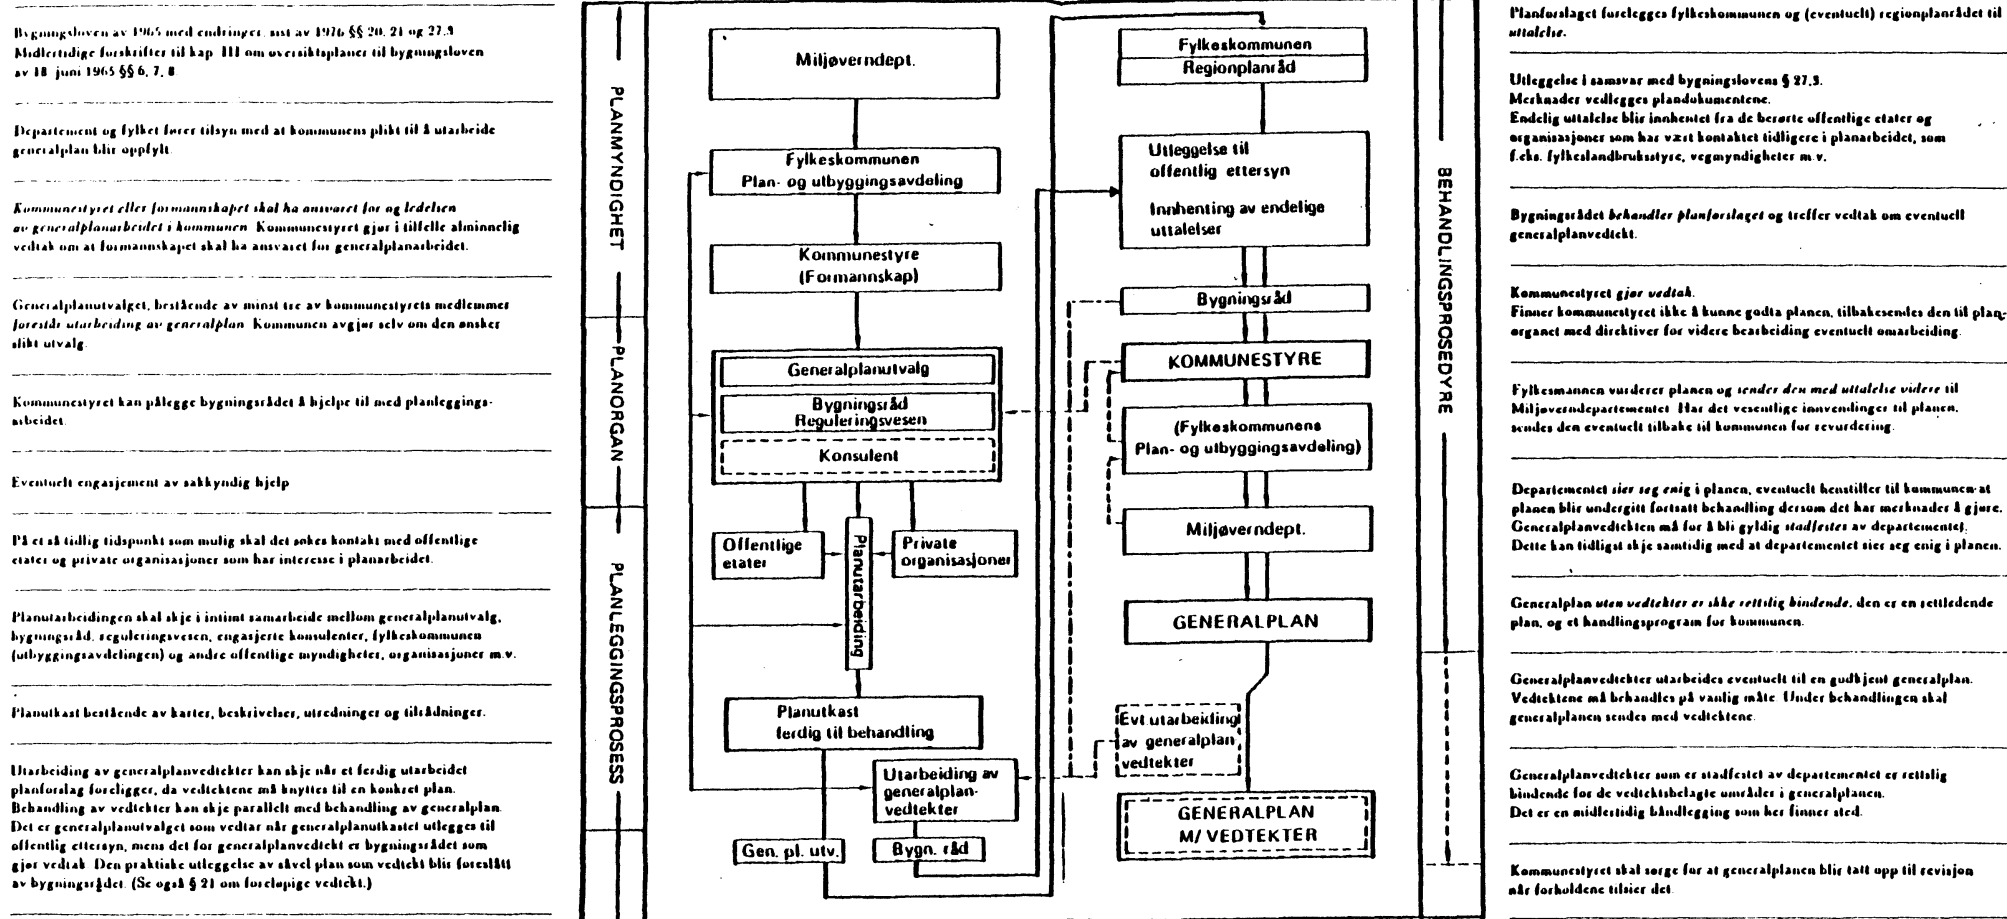 Bygningsloven av 1965 med endringer, sist av 1976 §§ 20, 21 og 27,3
Midlertidige forskrifter til kap. III om oversiktsplaner til bygningsloven
av 18. juni 1965 §§ 6, 7, 8
Departement og fylket fører tilsyn med at kommunens plikt til å utarbeide
generalplan blir oppfylt.
Kommunestyret eller formannskapet skal ha ansvaret for og ledelsen
av generalplanarbeidet i kommunen. Kommunestyret gjør i tilfelle alminnelig
vedtak om at formannskapet skal ha ansvaret for generalplanarbeidet.
Generalplanutvalget, bestående av minst tre av kommunestyrets medlemmer
forestår utarbeiding av generalplan. Kommunen avgjør selv om den ønsker
slikt utvalg.
Kommunestyret kan pålegge bygningsrådet å hjelpe til med planleggings-
arbeidet.
Eventuelt engasjement av sakkyndig hjelp
På et så tidlig tidspunkt som mulig skal det søkes kontakt med offentlige
etater og private organisasjoner som har interesse i planarbeidet.
Planutarbeidingen skal skje i intimt samarbeide mellom generalplanutvalg,
bygningsråd, reguleringsvesen, engasjerte konsulenter, fylkeskommunen
(utbyggingsavdelingen) og andre offentlige myndigheter, organisasjoner m.v.
Planutkast bestående av karter, beskrivelser, utredninger og tilrådninger.
Utarbeiding av generalplanvedtekter kan skje når et ferdig utarbeidet
planforslag foreligger, da vedtektene må knyttes til en konkret plan.
Behandling av vedtekter kan skje parallelt med behandling av generalplan.
Det er generalplanutvalget som vedtar når generalplanutkastet utlegges til
offentlig ettersyn, mens det for generalplanvedtekt er bygningsrådet som
gjør vedtak. Den praktiske utleggelse av såvel plan som vedtekt blir foreslått
av bygningsrådet. (Se også § 21 om foreløpige vedtekt.)
PLANMYNDIGHET
PLANORGAN
PLANLEGGINGSPROSESS
Miljøverndept.
Fylkeskommunen
Plan- og utbyggingsavdeling
Kommunestyre
(Formannskap)
Generalplanutvalg
Bygningsråd
Reguleringsvesen
Konsulent
Offentlige
etater
Planutarbeiding
Private
organisasjoner
Planutkast
ferdig til behandling
Utarbeiding av
generalplan-
vedtekter
Gen. pl. utv.
Bygn. råd
Fylkeskommunen
Regionplanråd
Utleggelse til
offentlig ettersyn
Innhenting av endelige
uttalelser
Bygningsråd
KOMMUNESTYRE
(Fylkeskommunens
Plan- og utbyggingsavdeling)
Miljøverndept.
GENERALPLAN
Evt. utarbeiding
av generalplan
vedtekter
GENERALPLAN
M/ VEDTEKTER
BEHANDLINGSPROSEDYRE
Planforslaget forelegges fylkeskommunen og (eventuelt) regionplanrådet til
uttalelse.
Utleggelse i samsvar med bygningslovens § 27,3.
Merknader vedlegges plandokumentene.
Endelig uttalelse blir innhentet fra de berørte offentlige etater og
organisasjoner som har vært kontaktet tidligere i planarbeidet, som
f.eks. fylkeslandbruksstyre, vegmyndigheter m.v.
Bygningsrådet behandler planforslaget og treffer vedtak om eventuell
generalplanvedtekt.
Kommunestyret gjør vedtak.
Finner kommunestyret ikke å kunne godta planen, tilbakesendes den til plan-
organet med direktiver for videre bearbeiding eventuelt omarbeiding.
Fylkesmannen vurderer planen og sender den med uttalelse videre til
Miljøverndepartementet. Har det vesentlige innvendinger til planen,
sendes den eventuelt tilbake til kommunen for revurdering.
Departementet sier seg enig i planen, eventuelt henstiller til kommunen at
planen blir undergitt fortsatt behandling dersom det har merknader å gjøre.
Generalplanvedtekten må for å bli gyldig stadfestes av departementet.
Dette kan tidligst skje samtidig med at departementet sier seg enig i planen.
Generalplan uten vedtekter er ikke rettslig bindende, den er en rettledende
plan, og et handlingsprogram for kommunen.
Generalplanvedtekter utarbeides eventuelt til en godkjent generalplan.
Vedtektene må behandles på vanlig måte. Under behandlingen skal
generalplanen sendes med vedtektene.
Generalplanvedtekter som er stadfestet av departementet er rettslig
bindende for de vedtektsbelagte områder i generalplanen.
Det er en midlertidig båndlegging som her finner sted.
Kommunestyret skal sørge for at generalplanen blir tatt opp til revisjon
når forholdene tilsier det.